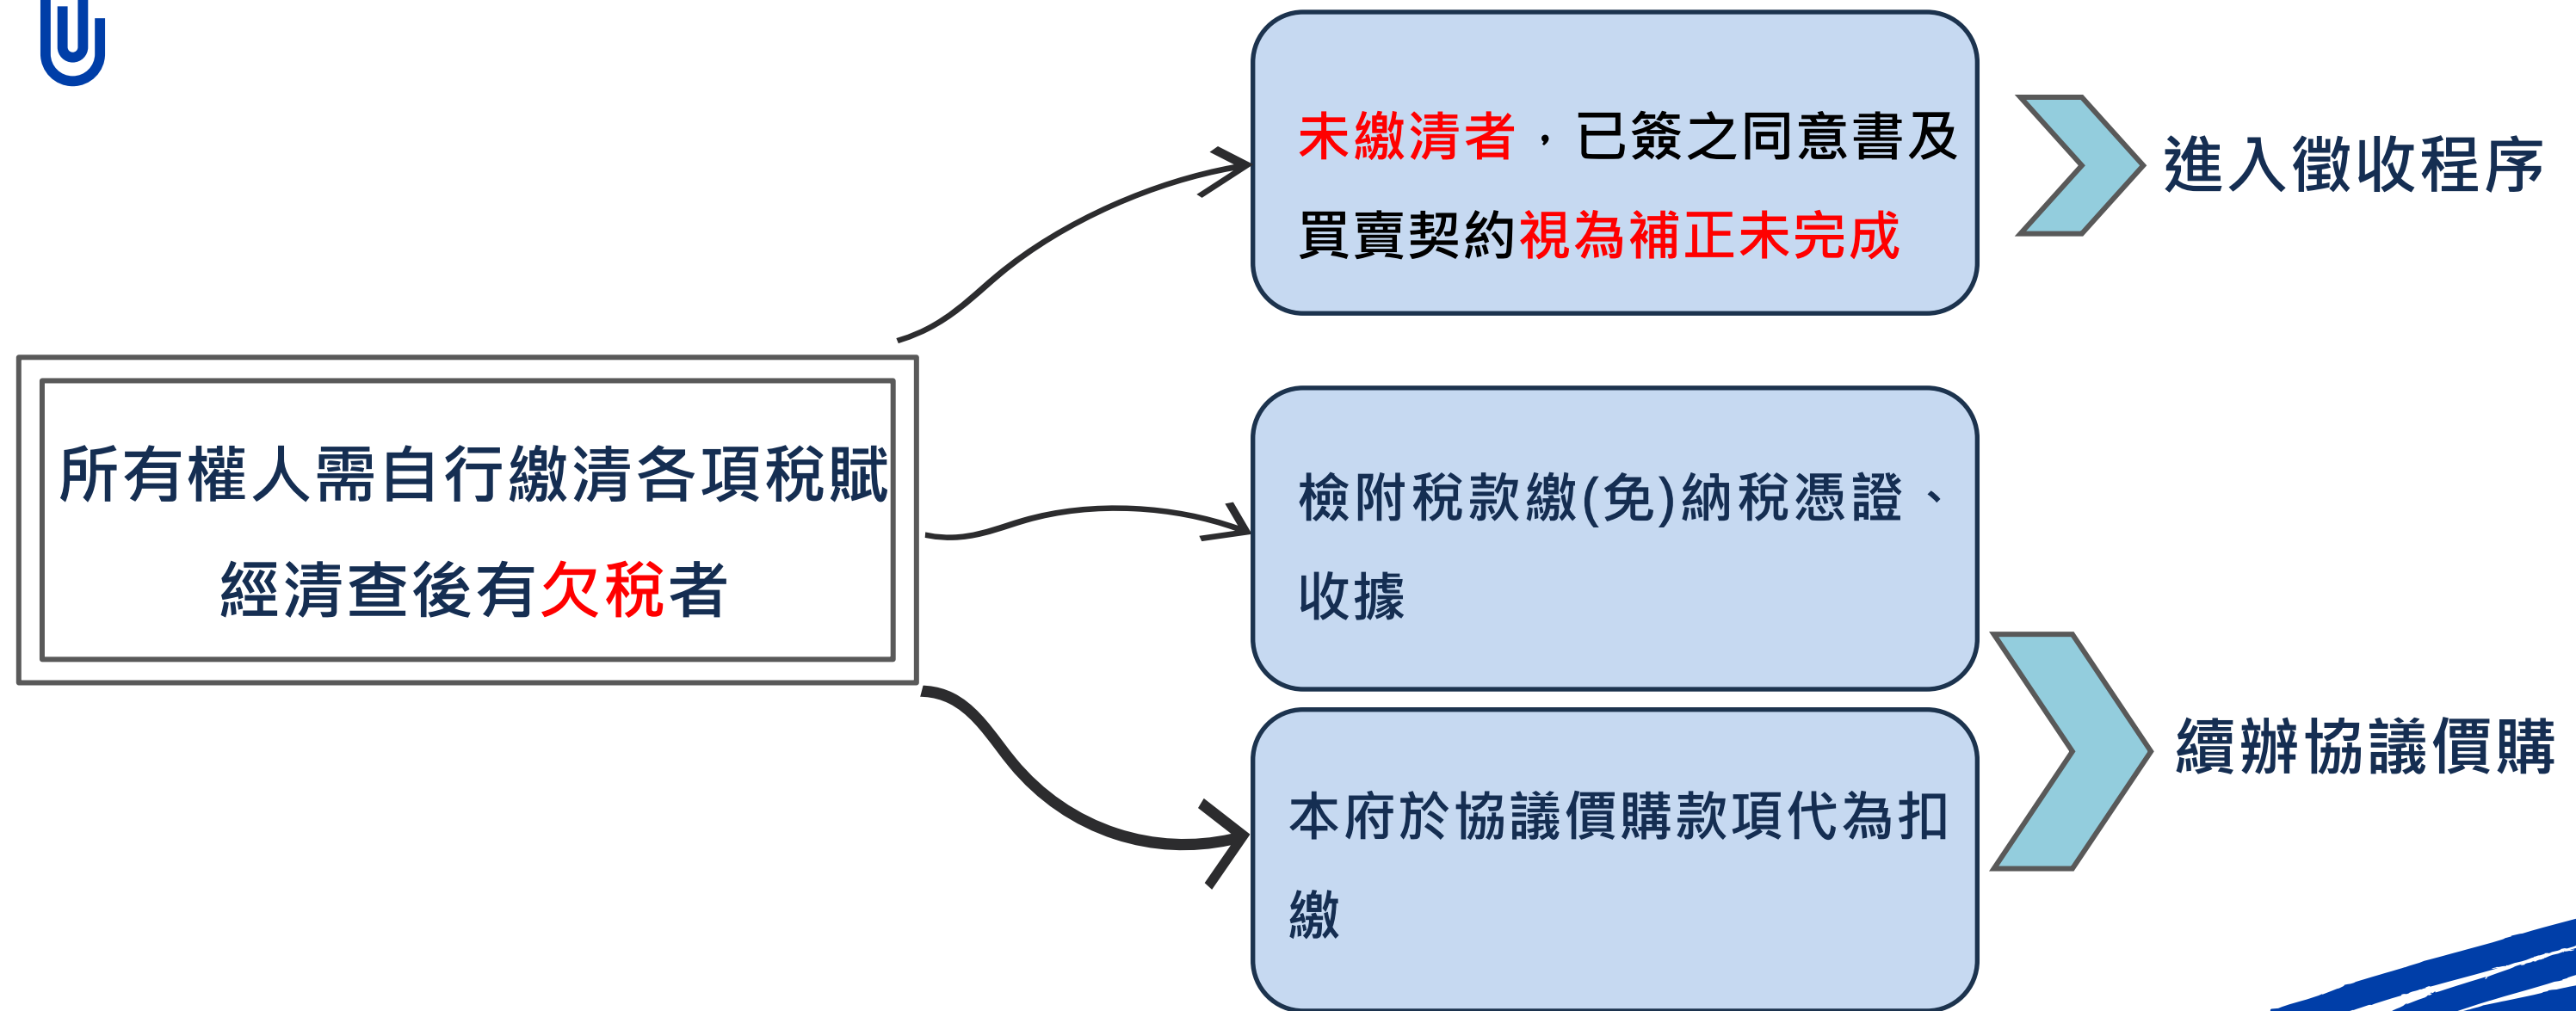 所有權人需自行繳清各項稅賦
經清查後有欠稅者
未繳清者，已簽之同意書及
買賣契約視為補正未完成
進入徵收程序
檢附稅款繳(免)納稅憑證、
收據
本府於協議價購款項代為扣
繳
續辦協議價購